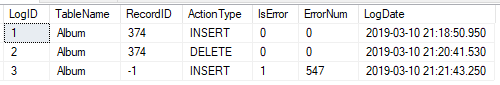 LogID TableName RecordID ActionType IsError ErrorNum LogDate
1 Album 374 INSERT 0 0 2019-03-10 21:18:50.950
2 Album 374 DELETE 0 0 2019-03-10 21:20:41.530
3 Album -1 INSERT 1 547 2019-03-10 21:21:43.250